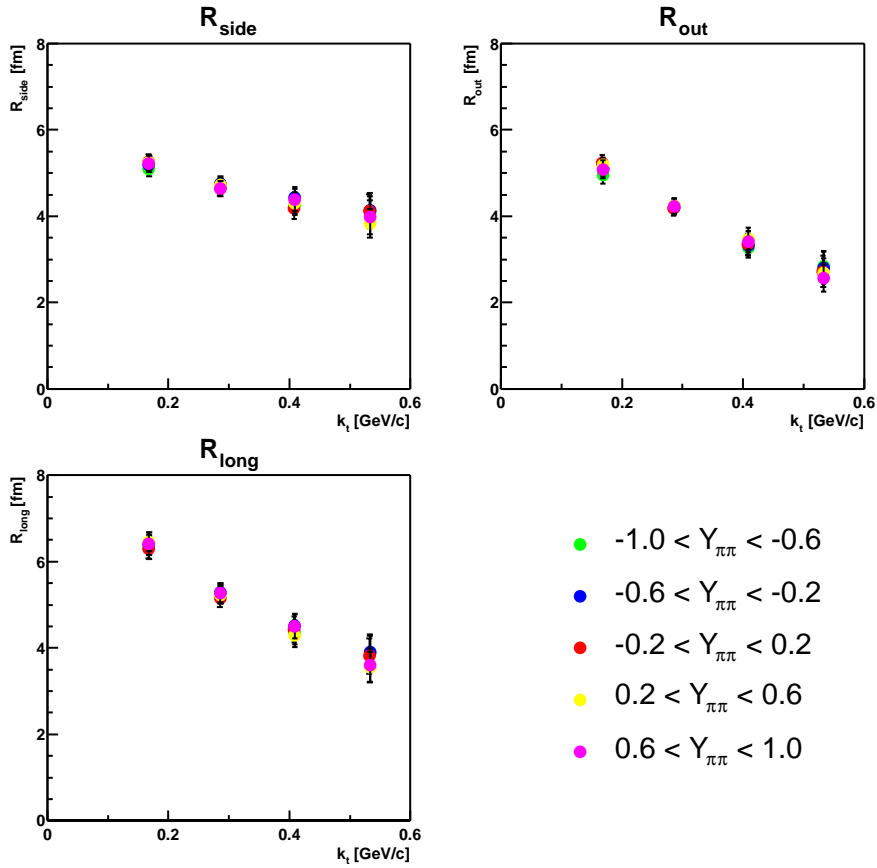 R_side
R_side [fm]
8
6
4
2
0
0 0.2 0.4 0.6
k_t [GeV/c]
R_out
R_out [fm]
8
6
4
2
0
0 0.2 0.4 0.6
k_t [GeV/c]
R_long
R_long [fm]
8
6
4
2
0
0 0.2 0.4 0.6
k_t [GeV/c]
-1.0 < Y_ππ < -0.6
-0.6 < Y_ππ < -0.2
-0.2 < Y_ππ < 0.2
0.2 < Y_ππ < 0.6
0.6 < Y_ππ < 1.0